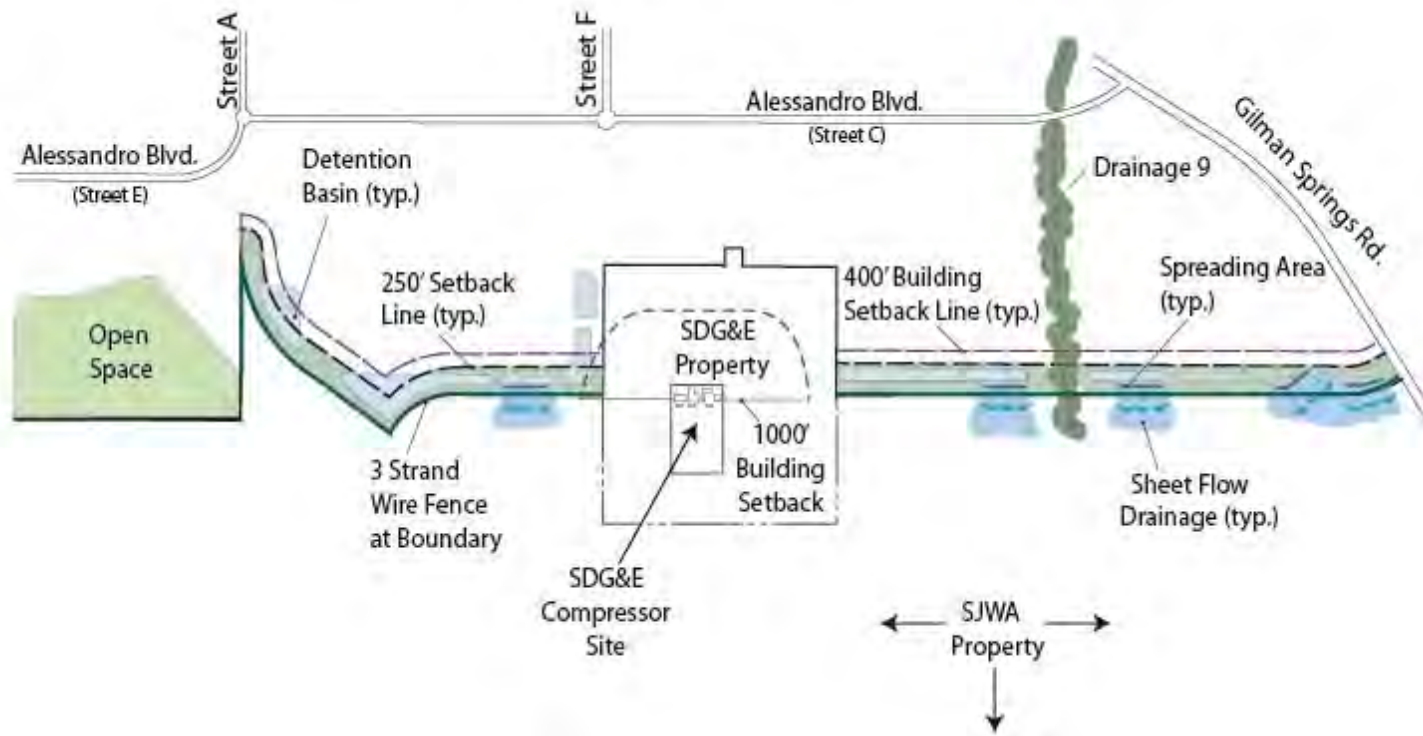 Street A
Street F
Alessandro Blvd.
(Street E)
Alessandro Blvd.
(Street C)
Gilman Springs Rd.
Detention
Basin (typ.)
Drainage 9
250' Setback
Line (typ.)
400' Building
Setback Line (typ.)
Spreading Area
(typ.)
Open
Space
SDG&E
Property
1000'
Building
Setback
3 Strand
Wire Fence
at Boundary
Sheet Flow
Drainage (typ.)
SDG&E
Compressor
Site
SJWA
Property